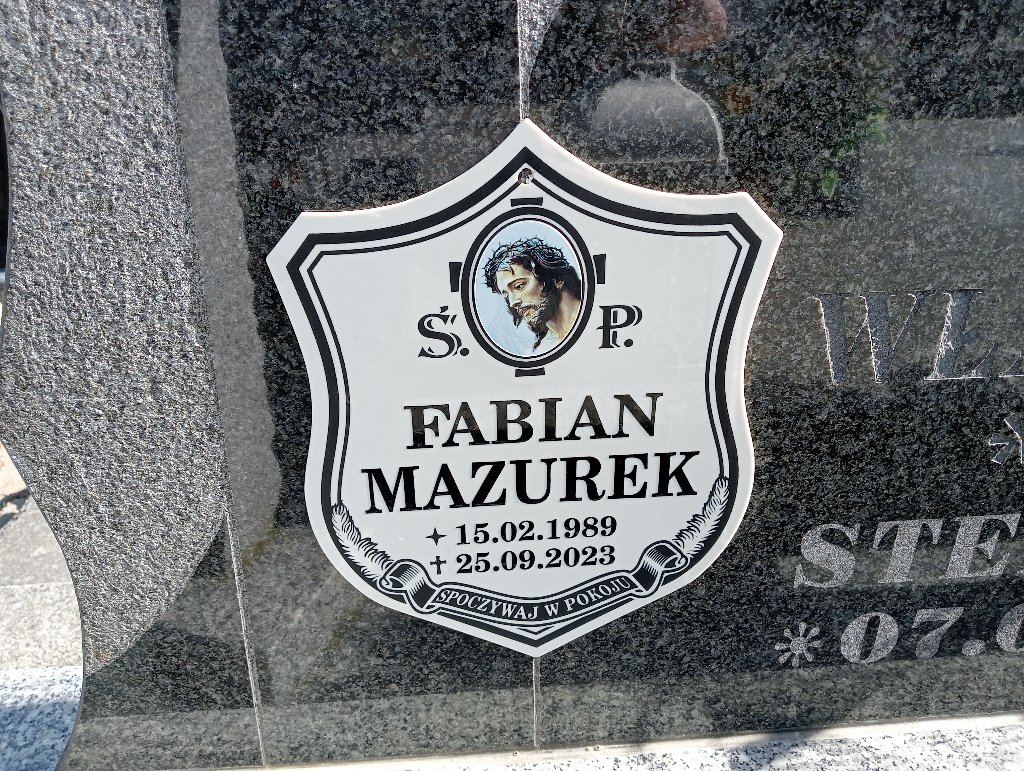 Ś. P.
FABIAN
MAZUREK
15.02.1989
✝ 25.09.2023
SPOCZYWAJ W POKOJU